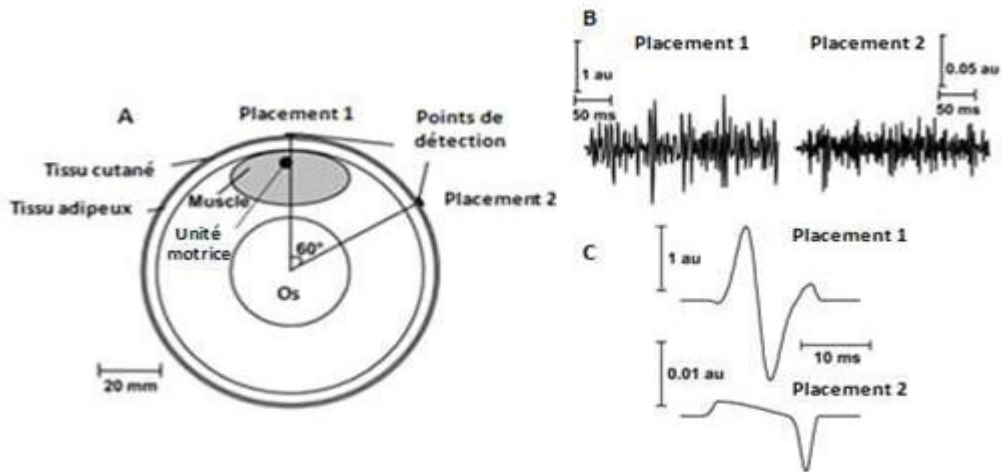 A
Placement 1
Points de
détection
Tissu cutané
Tissu adipeux
Muscle
Placement 2
Unité
motrice
60°
Os
20 mm
B
Placement 1
Placement 2
1 au
50 ms
0.05 au
50 ms
C
Placement 1
1 au
10 ms
0.01 au
Placement 2